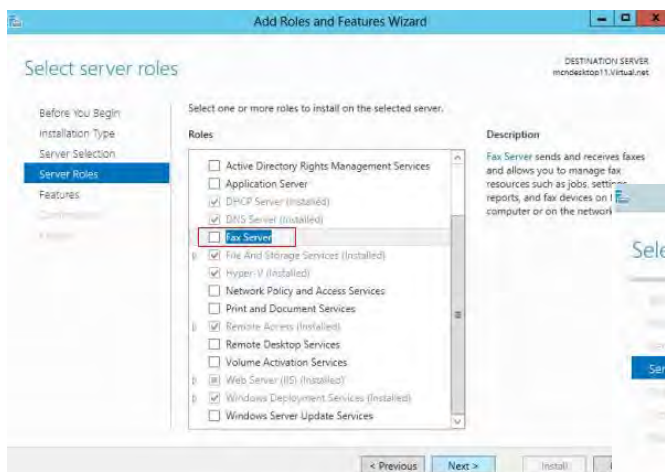 Add Roles and Features Wizard
Select server roles
DESTINATION SERVER
mcndesktop11.Virtual.net
Before You Begin
Installation Type
Server Selection
Server Roles
Features
Select one or more roles to install on the selected server.
Roles
Active Directory Rights Management Services
Application Server
DHCP Server (Installed)
DNS Server (Installed)
Fax Server
File And Storage Services (Installed)
Hyper-V (Installed)
Network Policy and Access Services
Print and Document Services
Remote Access (Installed)
Remote Desktop Services
Volume Activation Services
Web Server (IIS) (Installed)
Windows Deployment Services (Installed)
Windows Server Update Services
Description
Fax Server sends and receives faxes
and allows you to manage fax
resources such as jobs, settings,
reports, and fax devices on
computer or on the network
Sele
Ser
< Previous
Next >
Install